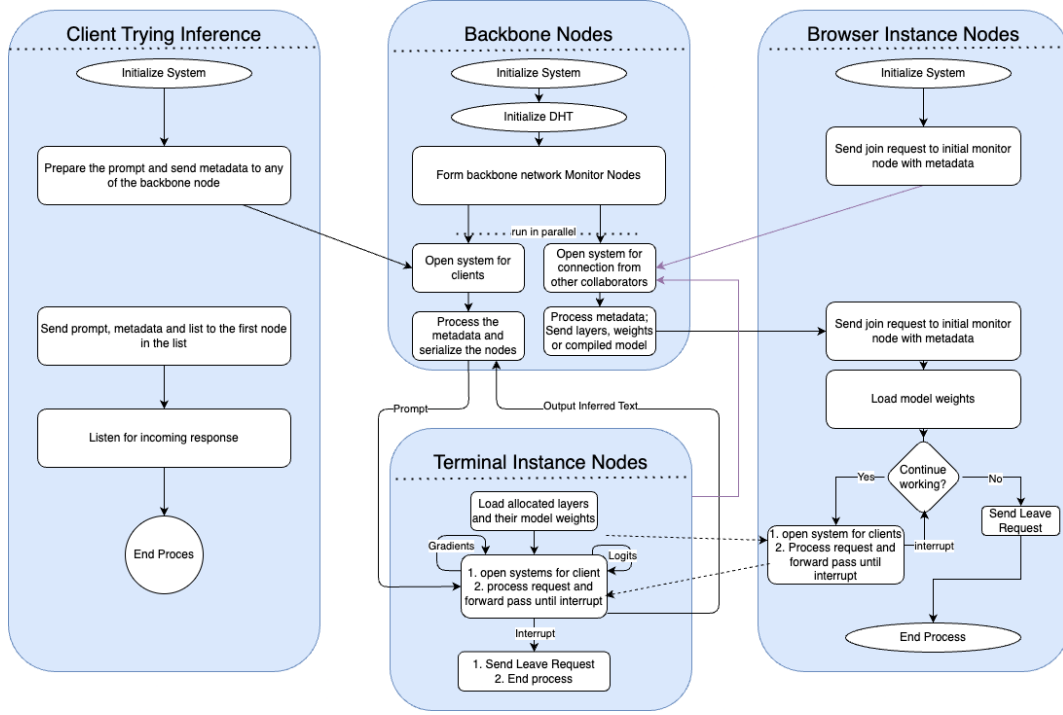 Client Trying Inference
Initialize System
Prepare the prompt and send metadata to any
of the backbone node
Send prompt, metadata and list to the first node
in the list
Listen for incoming response
End Proces
Backbone Nodes
Initialize System
Initialize DHT
Form backbone network Monitor Nodes
run in parallel
Open system for
clients
Open system for
connection from
other collaborators
Process the
metadata and
serialize the nodes
Process metadata;
Send layers, weights
or compiled model
Prompt
Output Inferred Text
Terminal Instance Nodes
Load allocated layers
and their model weights
Gradients
Logits
1. open systems for client
2. process request and
forward pass until interrupt
Interrupt
1. Send Leave Request
2. End process
Browser Instance Nodes
Initialize System
Send join request to initial monitor
node with metadata
Send join request to initial monitor
node with metadata
Load model weights
Continue
working?
Yes
No
Send Leave
Request
1. open system for clients
2. Process request and
forward pass until
interrupt
interrupt
End Process